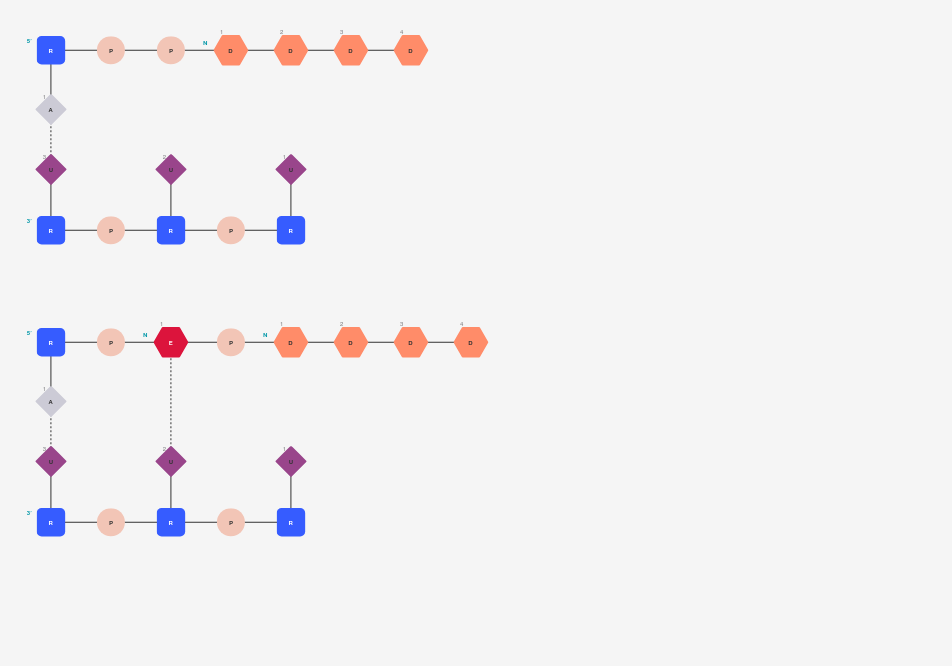 1 2 3 4
5' R P P N D D D D
1
A
3 2 1
U U U
3' R P R P R
1 1 2 3 4
5' R P N E P N D D D D
1
A
3 2 1
U U U
3' R P R P R